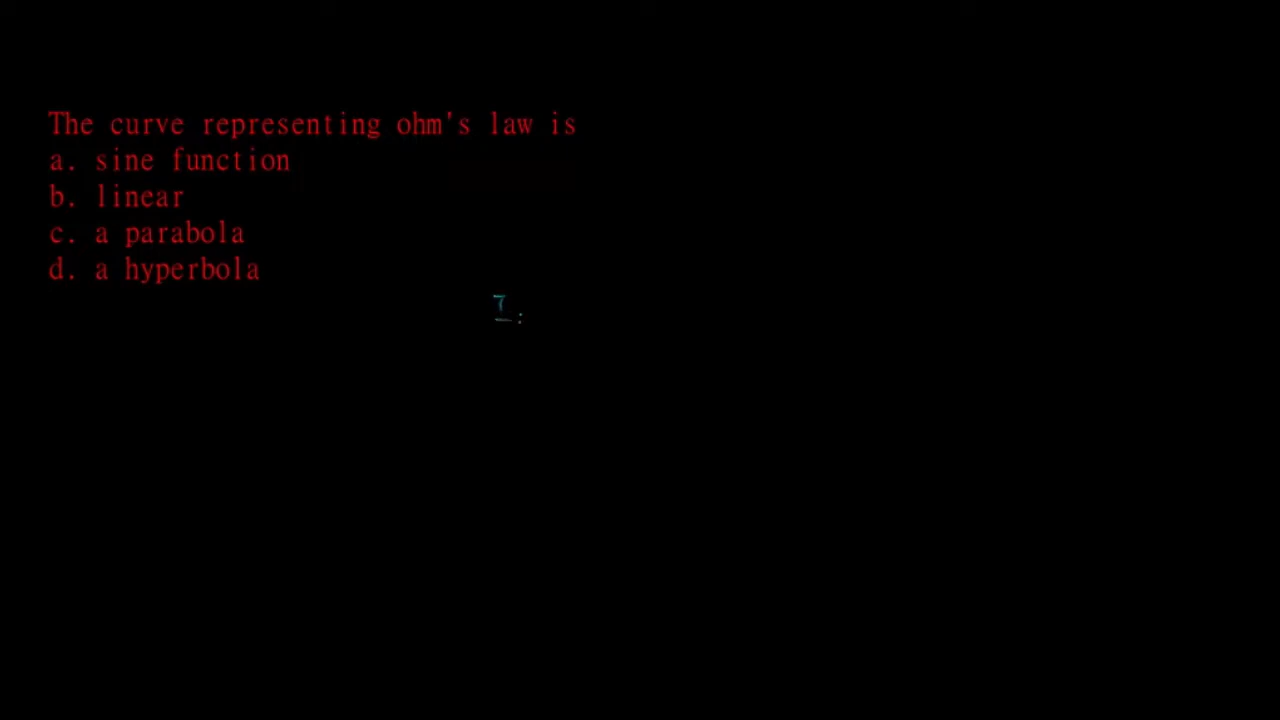 The curve representing ohm's law is
a. sine function
b. linear
c. a parabola
d. a hyperbola